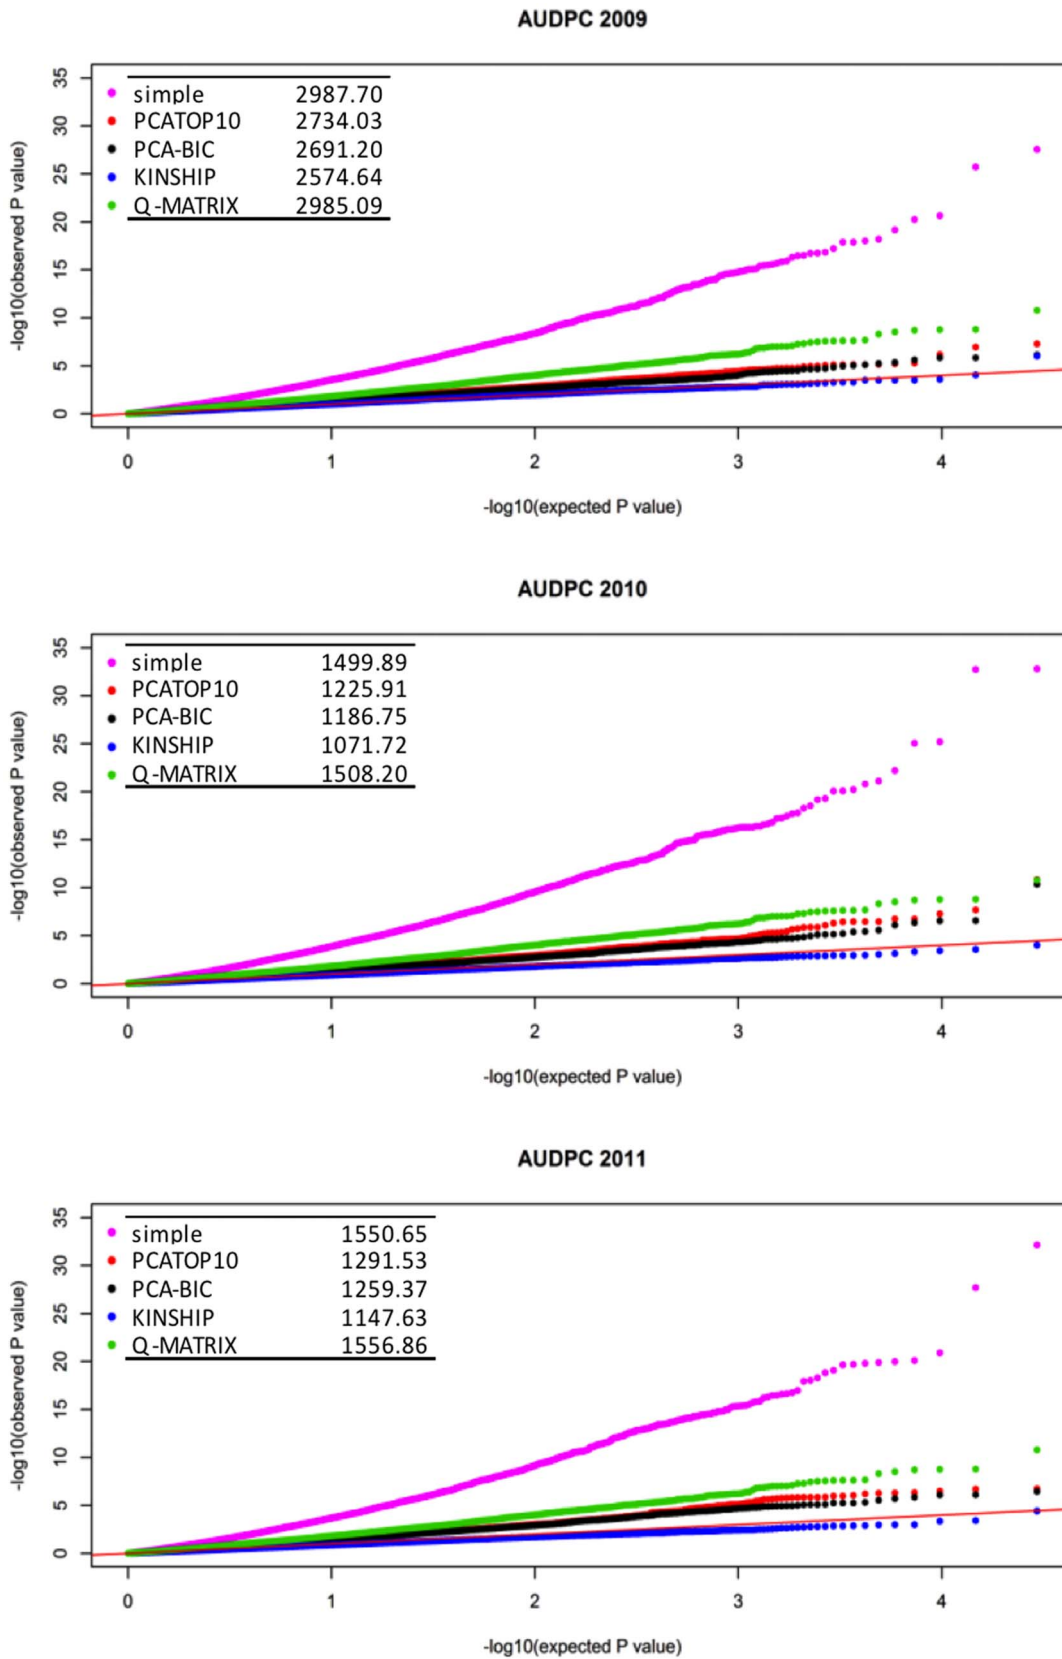 AUDPC 2009
-log10(observed P value)
35
30
25
20
15
10
5
0
simple 2987.70
PCATOP10 2734.03
PCA-BIC 2691.20
KINSHIP 2574.64
Q-MATRIX 2985.09
0 1 2 3 4
-log10(expected P value)
AUDPC 2010
-log10(observed P value)
35
30
25
20
15
10
5
0
simple 1499.89
PCATOP10 1225.91
PCA-BIC 1186.75
KINSHIP 1071.72
Q-MATRIX 1508.20
0 1 2 3 4
-log10(expected P value)
AUDPC 2011
-log10(observed P value)
35
30
25
20
15
10
5
0
simple 1550.65
PCATOP10 1291.53
PCA-BIC 1259.37
KINSHIP 1147.63
Q-MATRIX 1556.86
0 1 2 3 4
-log10(expected P value)